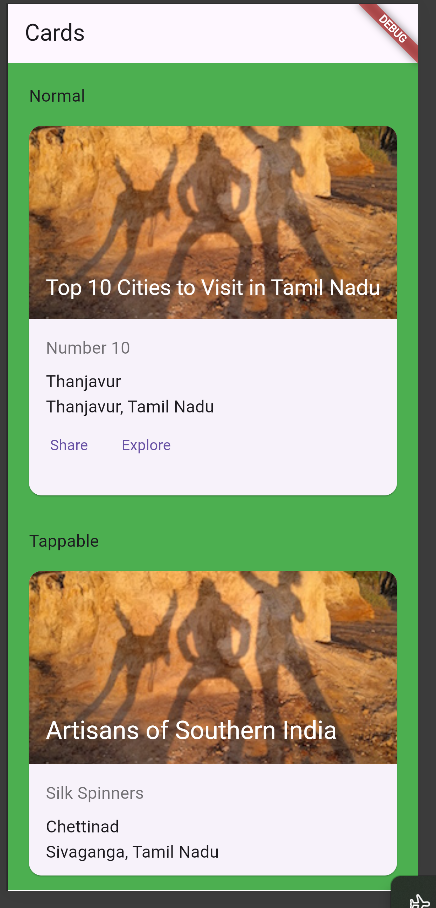 Cards
DEBUG
Normal
Top 10 Cities to Visit in Tamil Nadu
Number 10
Thanjavur
Thanjavur, Tamil Nadu
Share Explore
Tappable
Artisans of Southern India
Silk Spinners
Chettinad
Sivaganga, Tamil Nadu